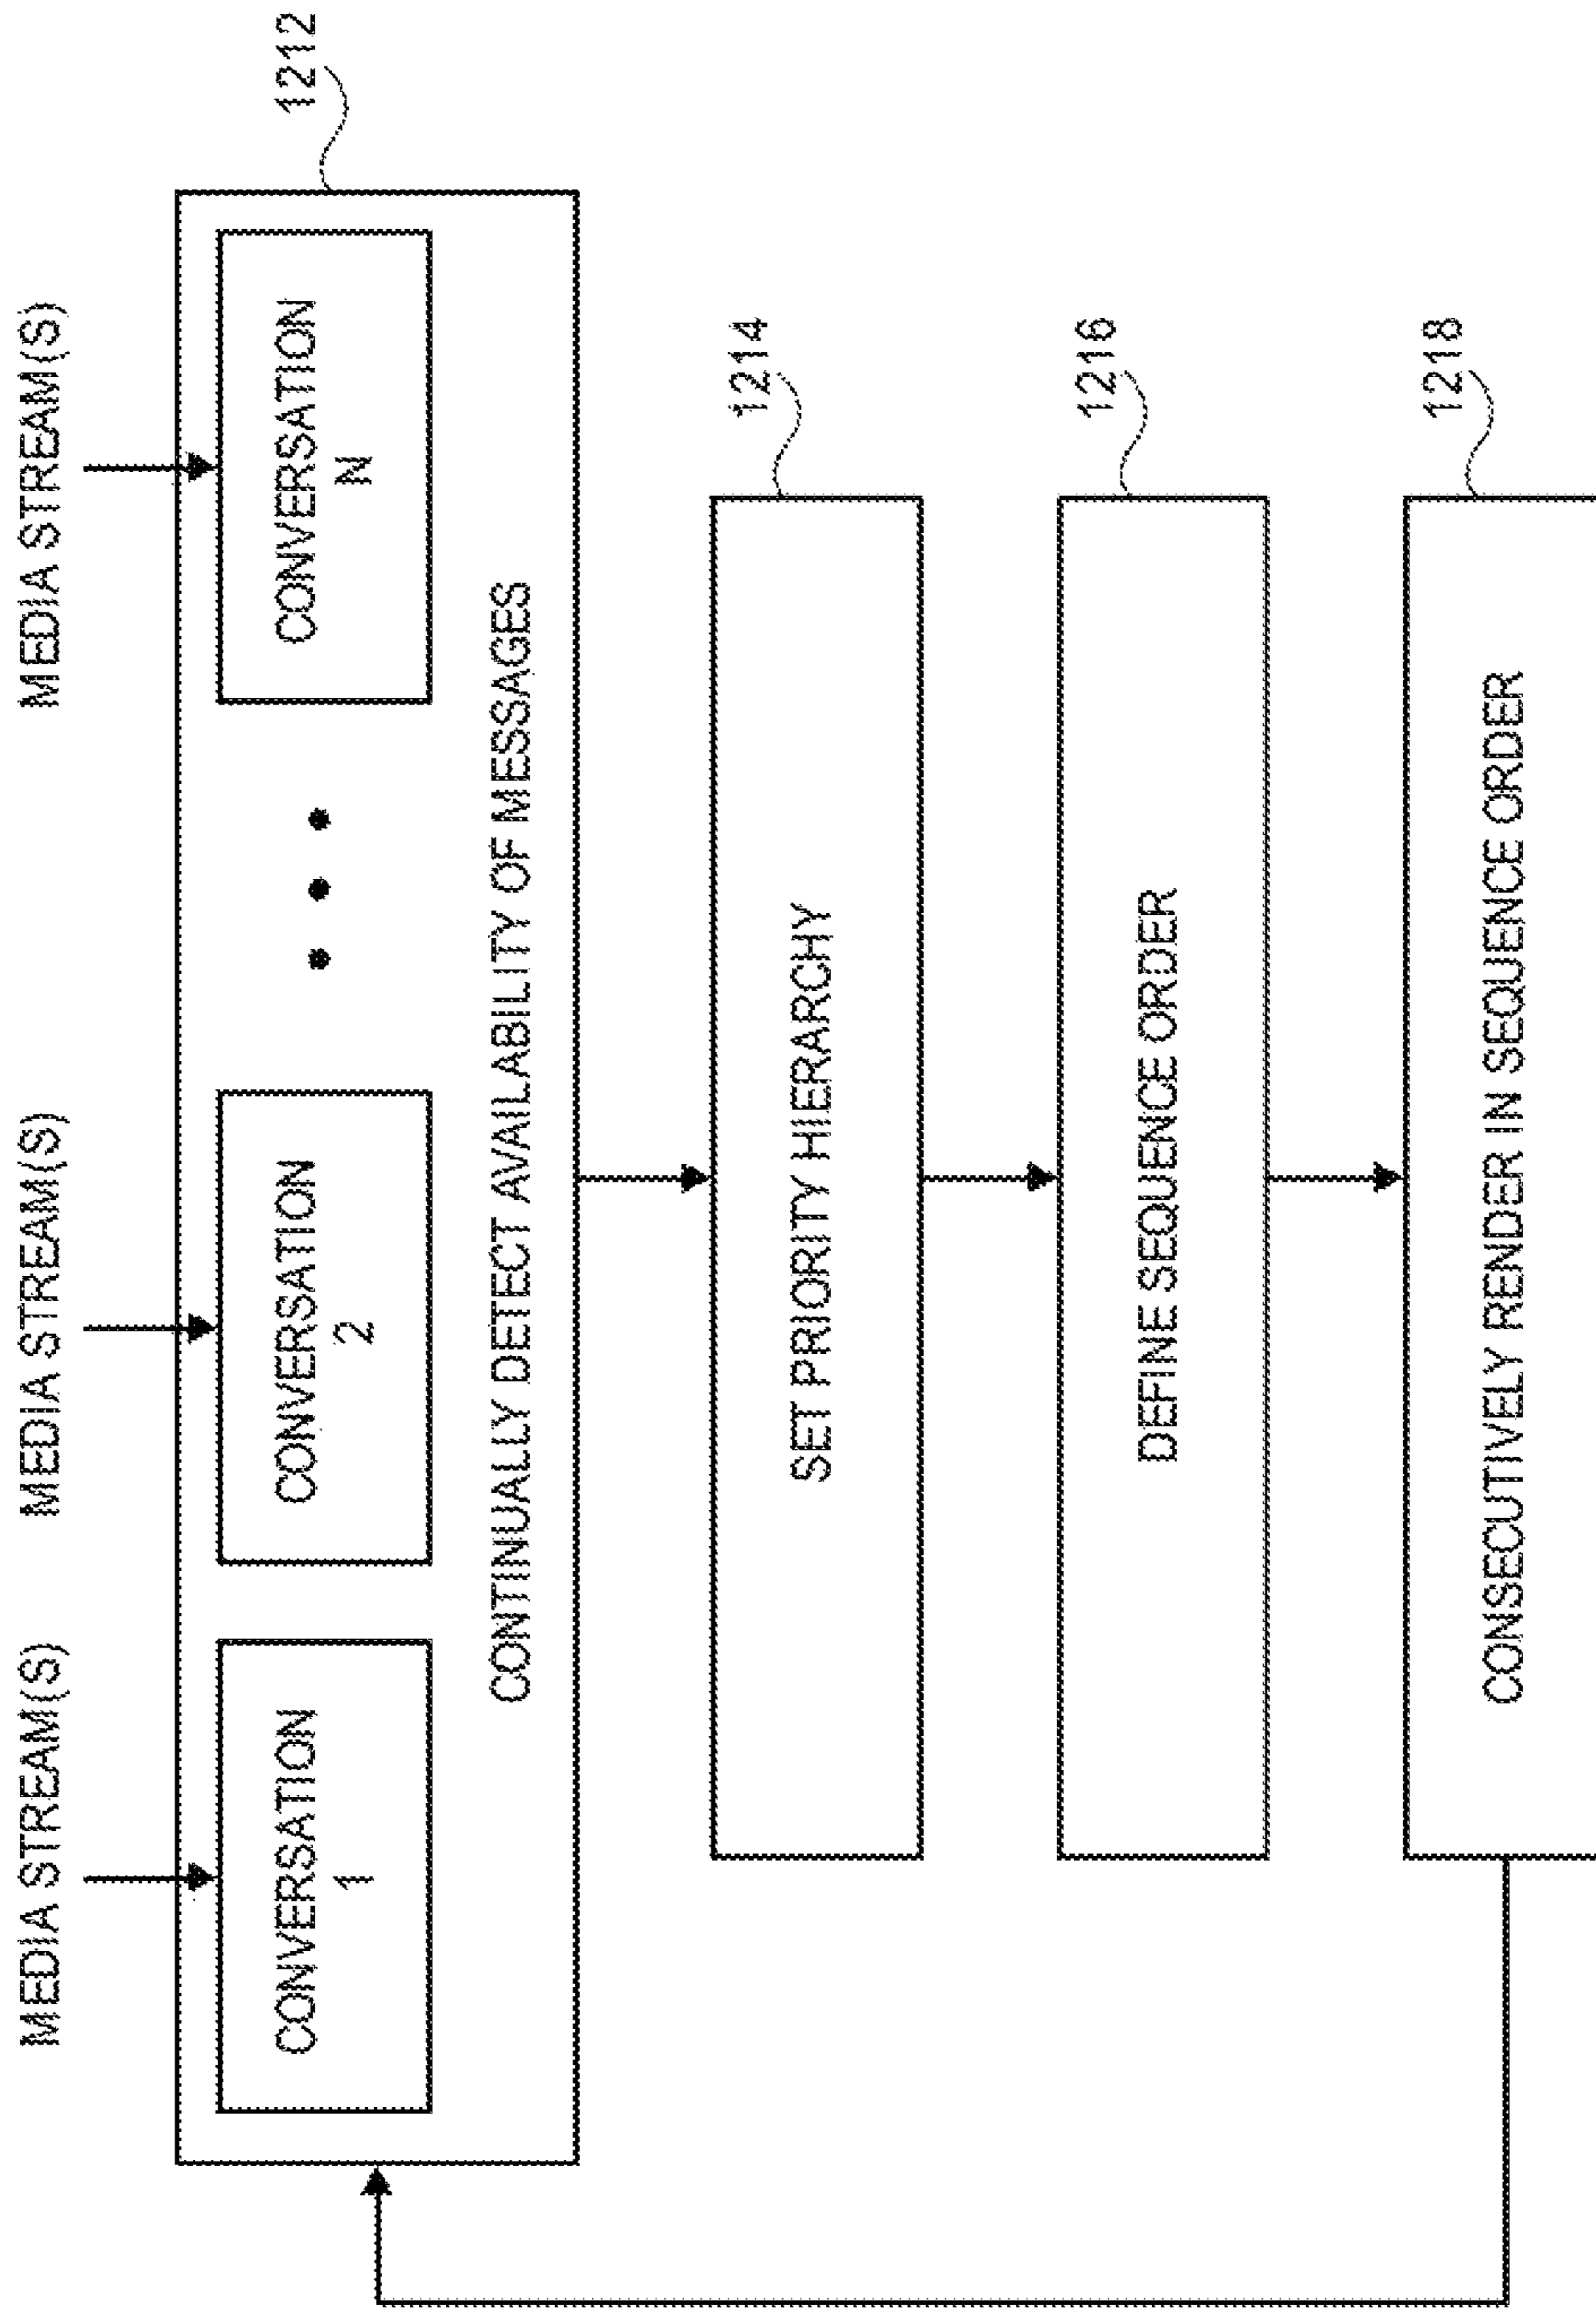 MEDIA STREAM(S)
MEDIA STREAM(S)
MEDIA STREAM(S)
CONVERSATION
1
CONVERSATION
2
CONVERSATION
N
1212
CONTINUALLY DETECT AVAILABILITY OF MESSAGES
1214
SET PRIORITY HIERARCHY
1216
DEFINE SEQUENCE ORDER
1218
CONSECUTIVELY RENDER IN SEQUENCE ORDER